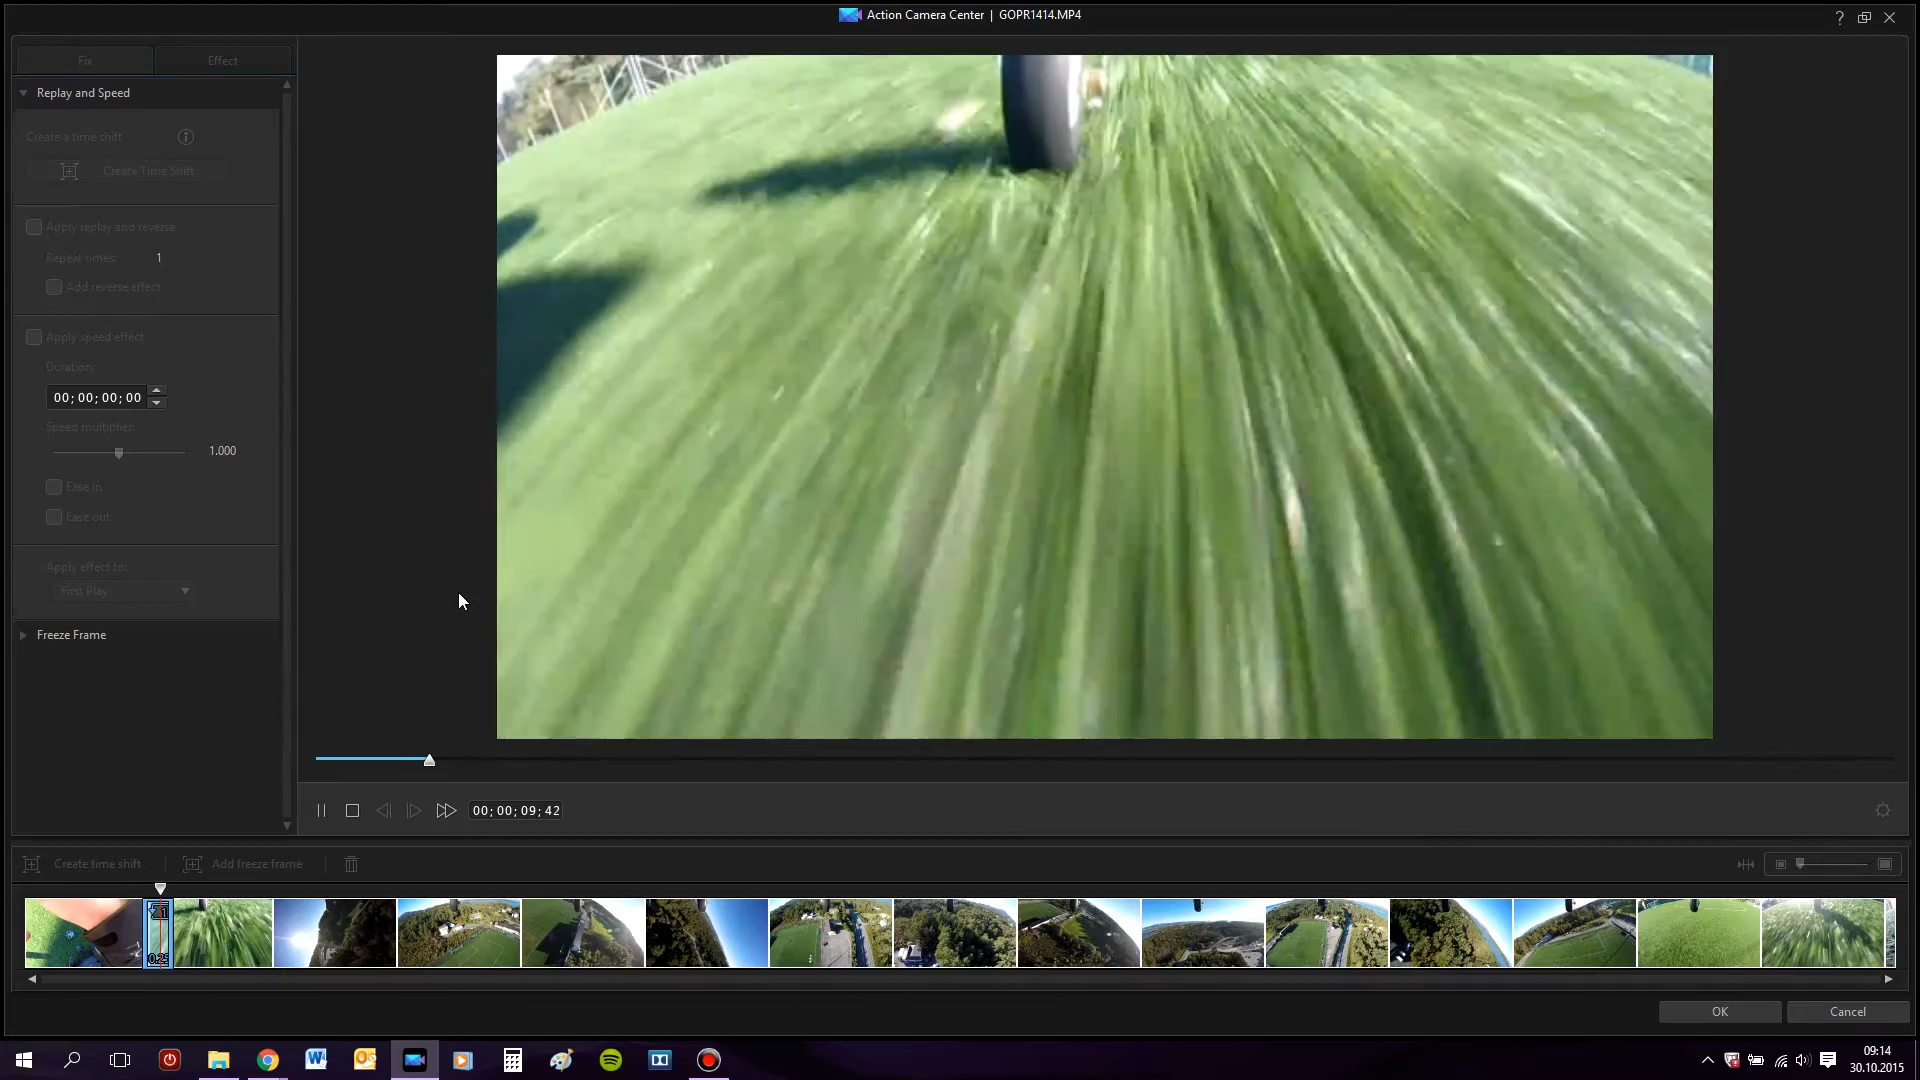 Action Camera Center | GOPR1414.MP4
?
Fix
Effect
Replay and Speed
Create a time shift
Create Time Shift
Apply replay and reverse
Repeat times: 1
Add reverse effect
Apply speed effect
Duration:
00;00;00;00
Speed multiplier:
1.000
Ease in
Ease out
Apply effect to:
First Play
Freeze Frame
00;00;09;42
Create time shift
Add freeze frame
OK
Cancel
09:14
30.10.2015